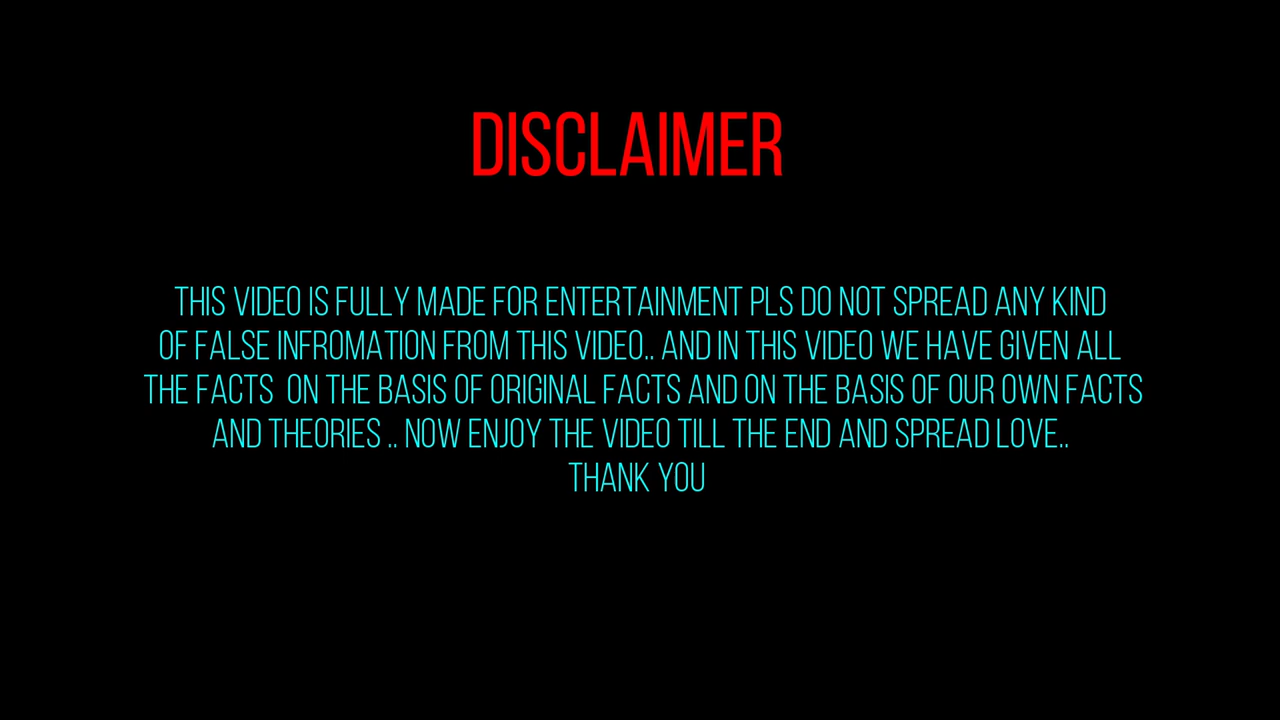 DISCLAIMER
THIS VIDEO IS FULLY MADE FOR ENTERTAINMENT PLS DO NOT SPREAD ANY KIND
OF FALSE INFROMATION FROM THIS VIDEO.. AND IN THIS VIDEO WE HAVE GIVEN ALL
THE FACTS  ON THE BASIS OF ORIGINAL FACTS AND ON THE BASIS OF OUR OWN FACTS
AND THEORIES .. NOW ENJOY THE VIDEO TILL THE END AND SPREAD LOVE..
THANK YOU